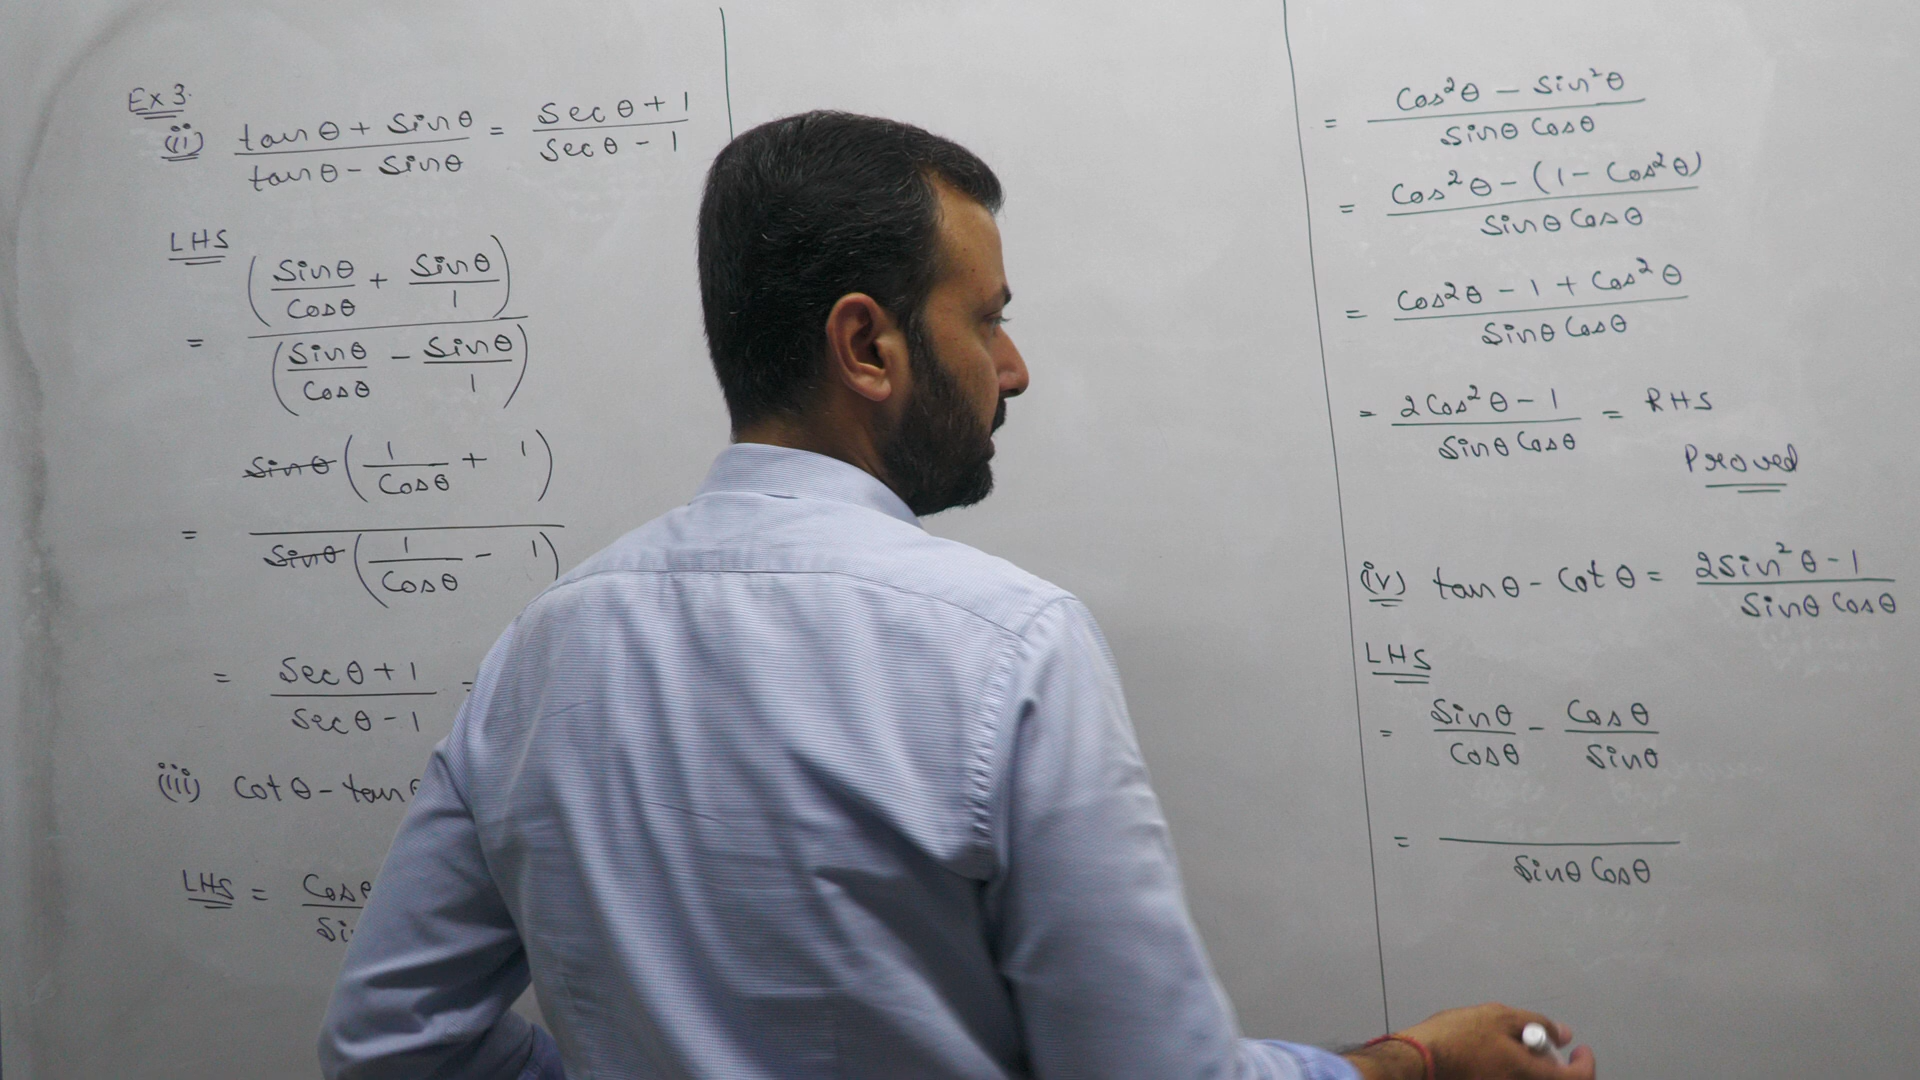 Ex 3.
(ii) tanθ + Sinθ / tanθ - Sinθ = Secθ + 1 / Secθ - 1
LHS
= (Sinθ/Cosθ + Sinθ/1) / (Sinθ/Cosθ - Sinθ/1)
= Sinθ (1/Cosθ + 1) / Sinθ (1/Cosθ - 1)
= Secθ + 1 / Secθ - 1 =
(iii) Cotθ - tanθ
LHS = Cosθ /
= Cos²θ - Sin²θ / Sinθ Cosθ
= Cos²θ - (1 - Cos²θ) / Sinθ Cosθ
= Cos²θ - 1 + Cos²θ / Sinθ Cosθ
= 2Cos²θ - 1 / Sinθ Cosθ = RHS
Proved
(iv) tanθ - Cotθ = 2Sin²θ - 1 / Sinθ Cosθ
LHS
= Sinθ/Cosθ - Cosθ/Sinθ
= / Sinθ Cosθ